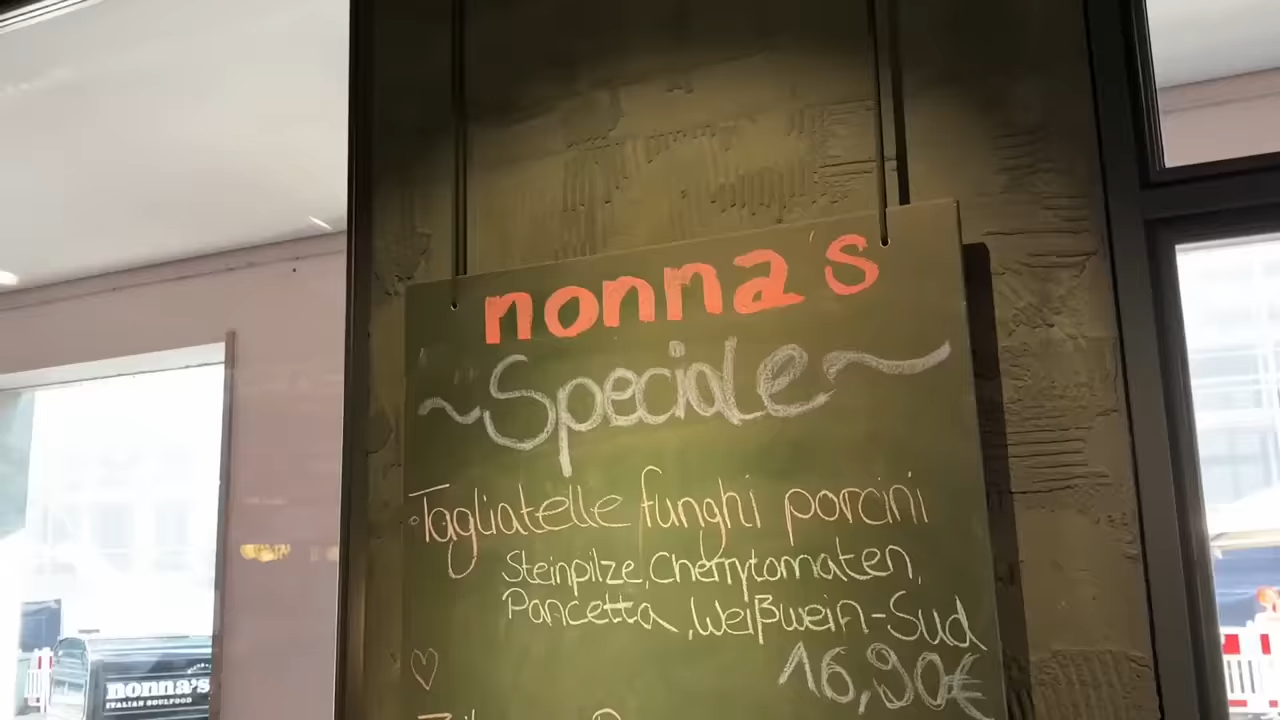 nonna's
~Speciale~
Tagliatelle funghi porcini
Steinpilze, Cherrytomaten,
Pancetta, Weißwein-Sud
16,90€
nonna's
ITALIAN SOULFOOD